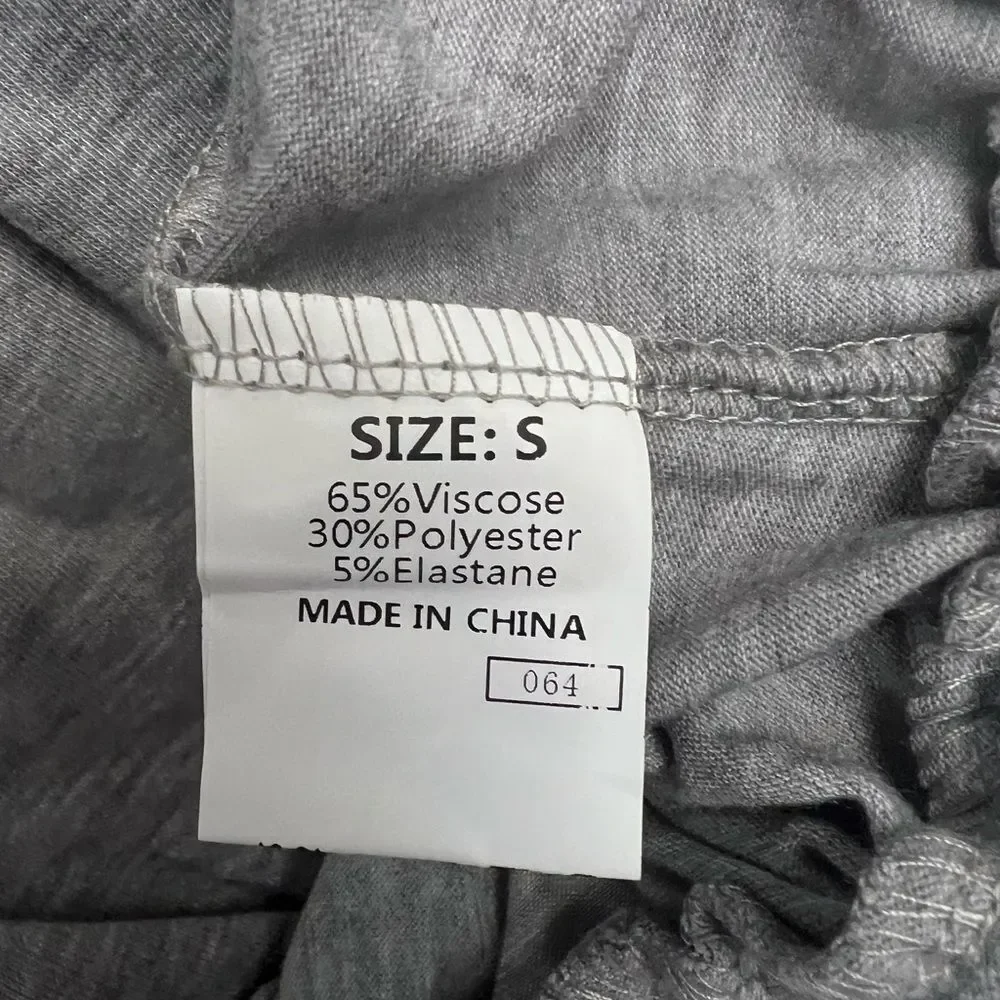 SIZE: S
65%Viscose
30%Polyester
5%Elastane
MADE IN CHINA
064